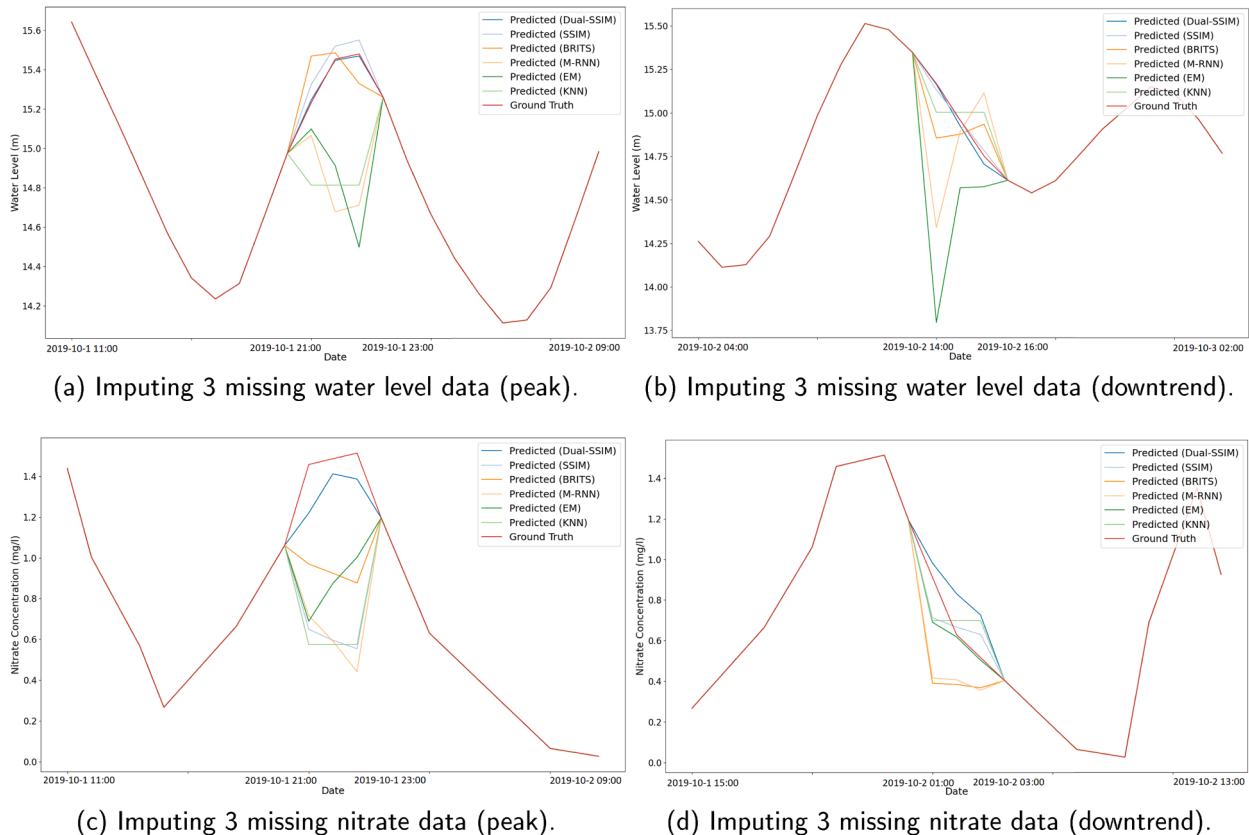 15.6
15.4
15.2
15.0
14.8
14.6
14.4
14.2
Water Level (m)
Predicted (Dual-SSIM)
Predicted (SSIM)
Predicted (BRITS)
Predicted (M-RNN)
Predicted (EM)
Predicted (KNN)
Ground Truth
2019-10-1 11:00
2019-10-1 21:00
2019-10-1 23:00
2019-10-2 09:00
Date
(a) Imputing 3 missing water level data (peak).
15.50
15.25
15.00
14.75
14.50
14.25
14.00
13.75
Water Level (m)
Predicted (Dual-SSIM)
Predicted (SSIM)
Predicted (BRITS)
Predicted (M-RNN)
Predicted (EM)
Predicted (KNN)
Ground Truth
2019-10-2 04:00
2019-10-2 14:00
2019-10-2 16:00
2019-10-3 02:00
Date
(b) Imputing 3 missing water level data (downtrend).
1.4
1.2
1.0
0.8
0.6
0.4
0.2
0.0
Nitrate Concentration (mg/l)
Predicted (Dual-SSIM)
Predicted (SSIM)
Predicted (BRITS)
Predicted (M-RNN)
Predicted (EM)
Predicted (KNN)
Ground Truth
2019-10-1 11:00
2019-10-1 21:00
2019-10-1 23:00
2019-10-2 09:00
Date
(c) Imputing 3 missing nitrate data (peak).
1.4
1.2
1.0
0.8
0.6
0.4
0.2
0.0
Nitrate Concentration (mg/l)
Predicted (Dual-SSIM)
Predicted (SSIM)
Predicted (BRITS)
Predicted (M-RNN)
Predicted (EM)
Predicted (KNN)
Ground Truth
2019-10-1 15:00
2019-10-2 01:00
2019-10-2 03:00
2019-10-2 13:00
Date
(d) Imputing 3 missing nitrate data (downtrend).